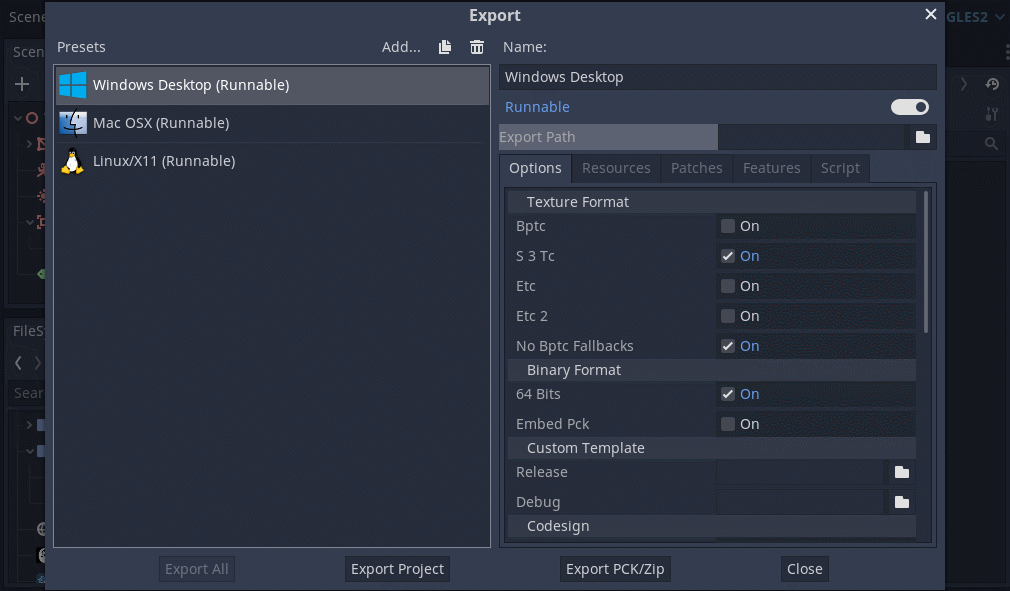 Export
Scene
GLES2
Presets
Add...
Name:
Scen
Windows Desktop (Runnable)
Windows Desktop
Mac OSX (Runnable)
Runnable
Linux/X11 (Runnable)
Export Path
Options
Resources
Patches
Features
Script
Texture Format
Bptc
On
S 3 Tc
On
Etc
On
Etc 2
On
FileSy
No Bptc Fallbacks
On
Binary Format
Sear
64 Bits
On
Embed Pck
On
Custom Template
Release
Debug
Codesign
Export All
Export Project
Export PCK/Zip
Close